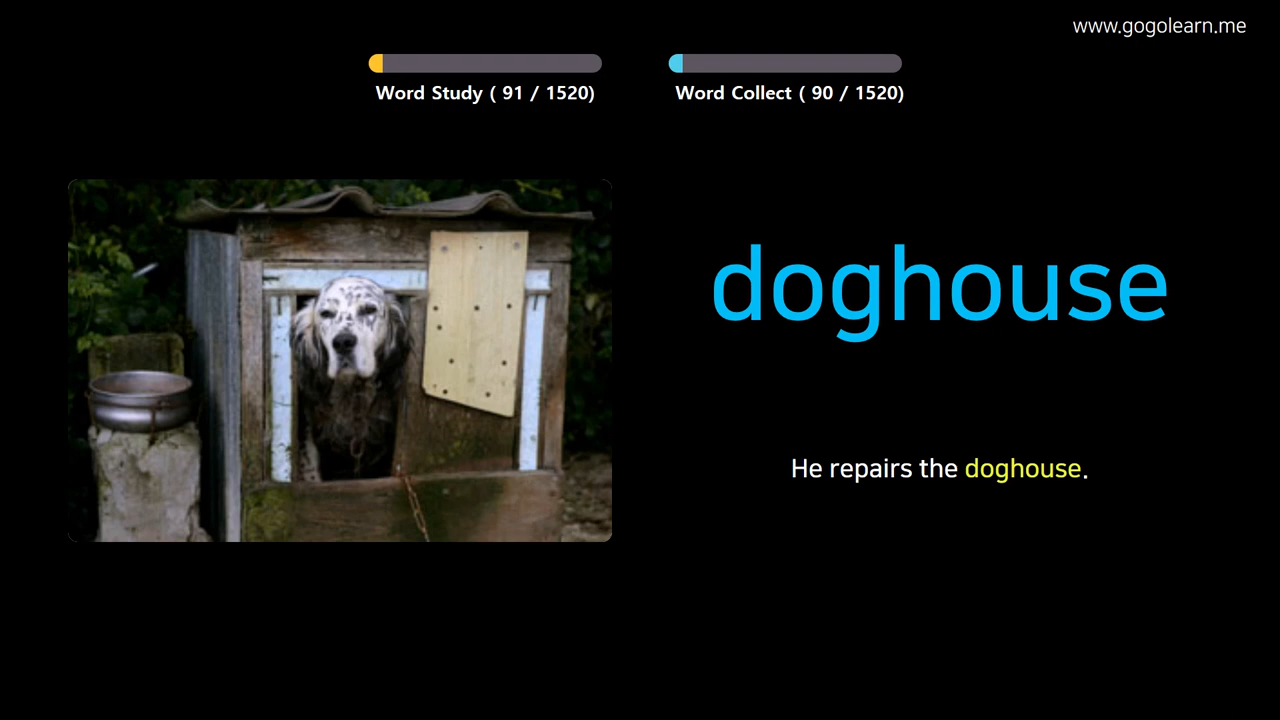 www.gogolearn.me
Word Study ( 91 / 1520)
Word Collect ( 90 / 1520)
doghouse
He repairs the doghouse.